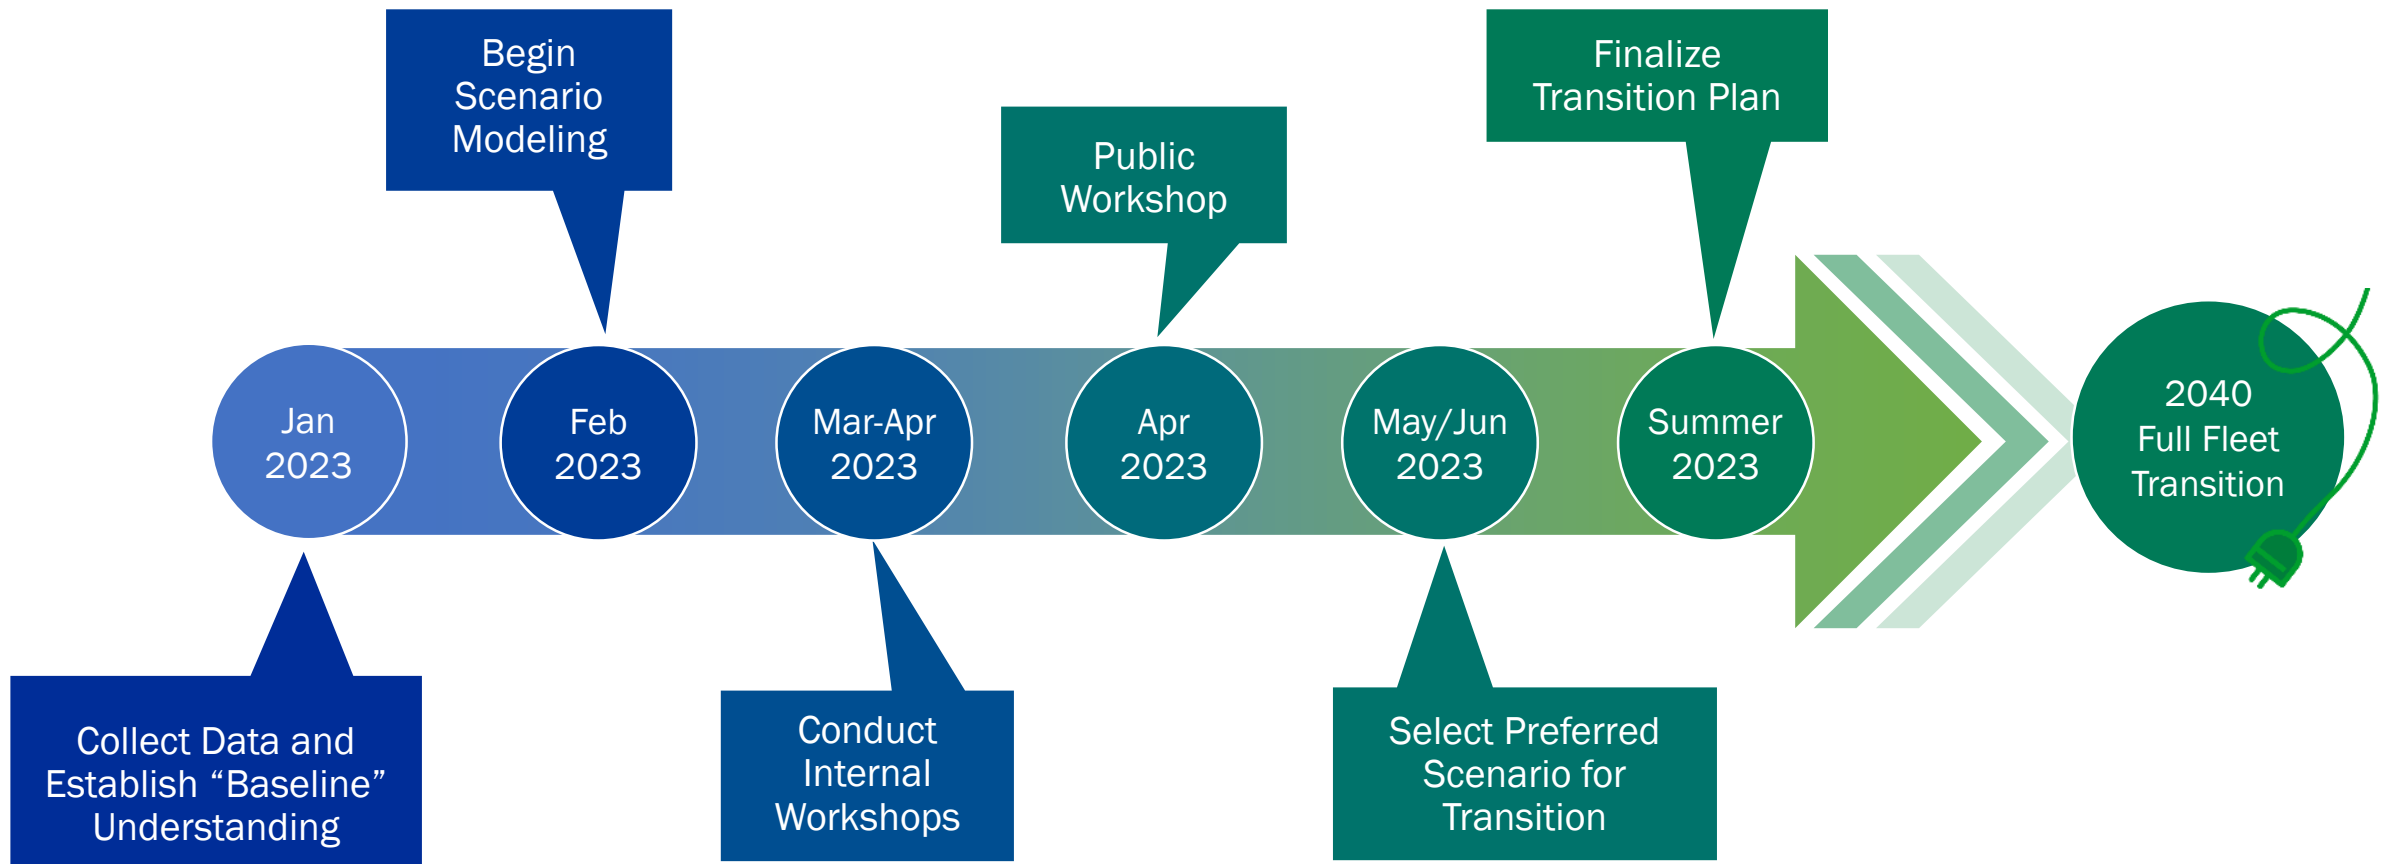 Begin
Scenario
Modeling
Finalize
Transition Plan
Public
Workshop
Jan
2023
Feb
2023
Mar-Apr
2023
Apr
2023
May/Jun
2023
Summer
2023
2040
Full Fleet
Transition
Collect Data and
Establish “Baseline”
Understanding
Conduct
Internal
Workshops
Select Preferred
Scenario for
Transition